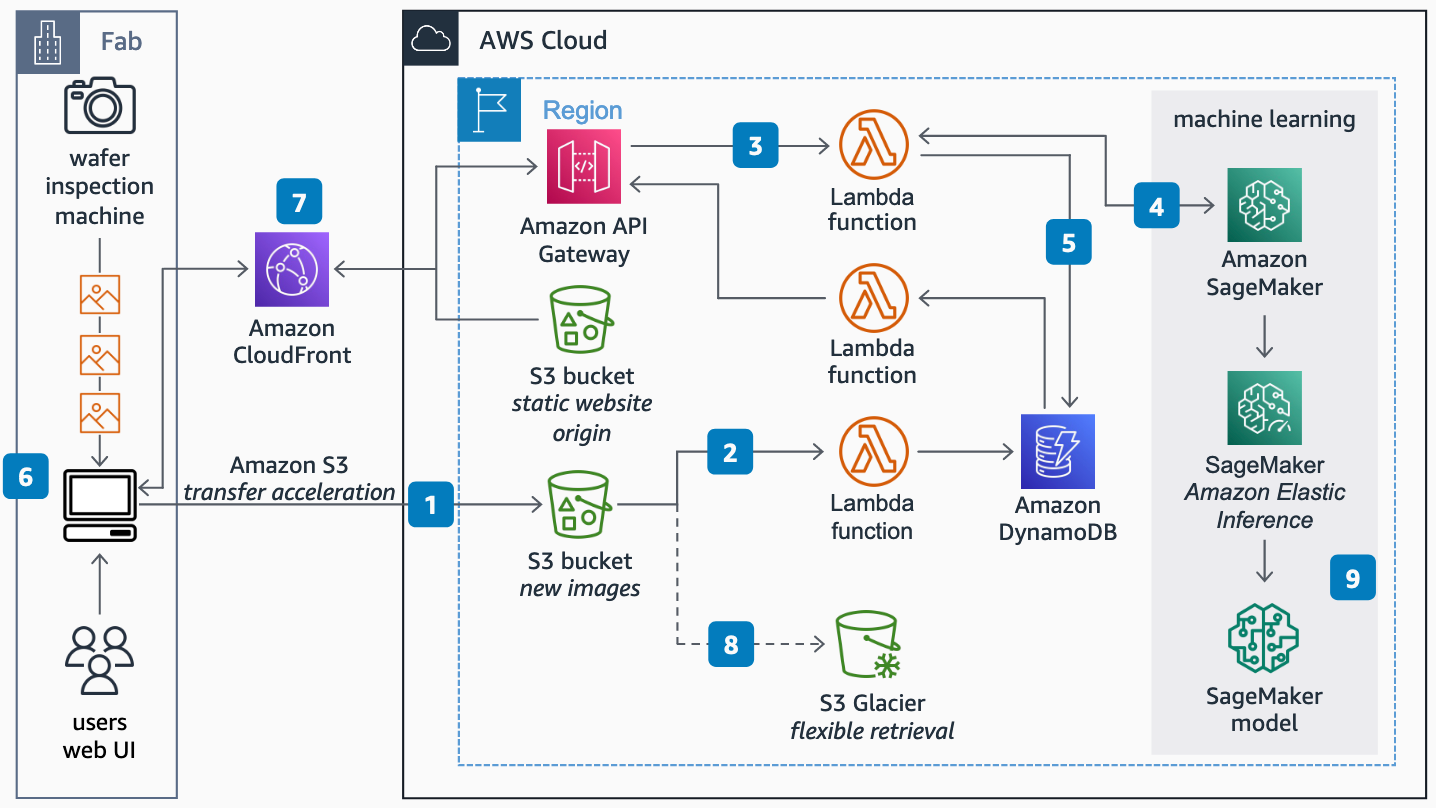 Fab
wafer
inspection
machine
6
users
web UI
7
Amazon
CloudFront
Amazon S3
transfer acceleration
1
AWS Cloud
Region
Amazon API
Gateway
S3 bucket
static website
origin
S3 bucket
new images
3
Lambda
function
Lambda
function
2
Lambda
function
8
S3 Glacier
flexible retrieval
4
5
Amazon
DynamoDB
machine learning
Amazon
SageMaker
SageMaker
Amazon Elastic
Inference
9
SageMaker
model